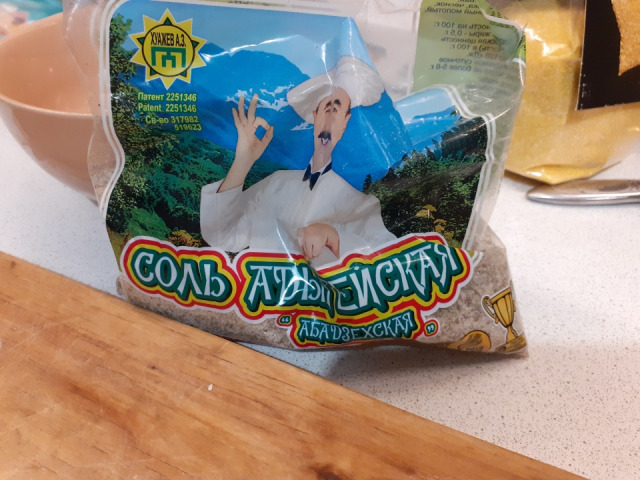 ХУАЖЕВ А.З.
Патент 2251346
Patent 2251346
Св-во 317982
519623
СОЛЬ АДЫГЕЙСКАЯ
"АБАДЗЕХСКАЯ"